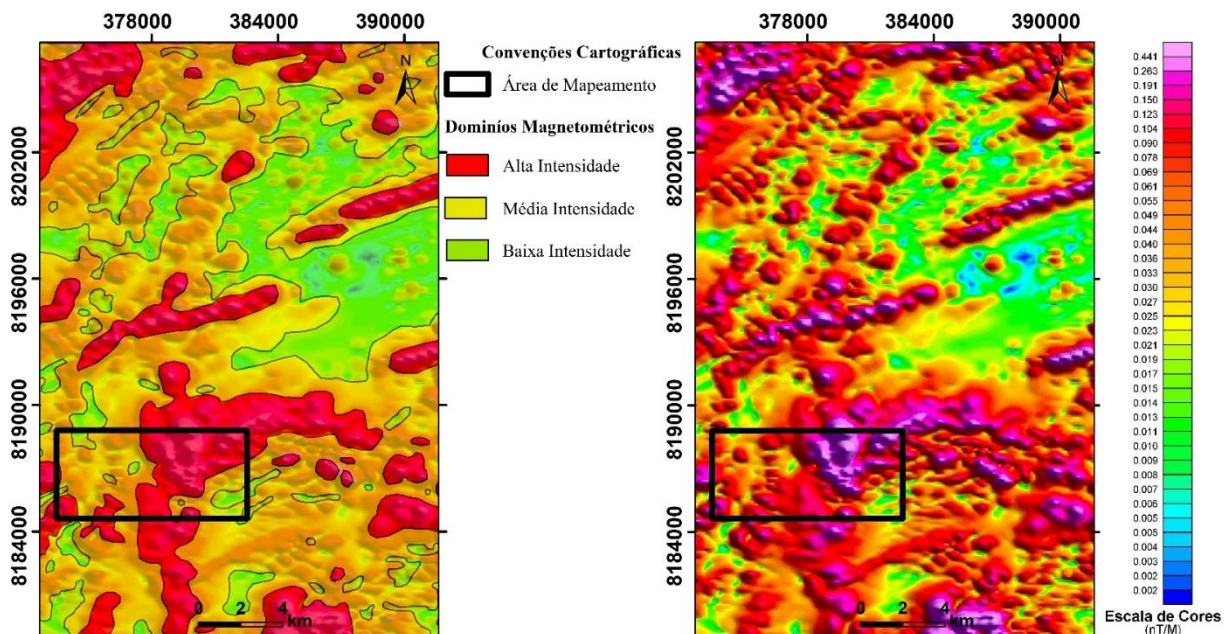 378000 384000 390000
8202000
8196000
8190000
8184000
N
0 2 4
km
Convenções Cartográficas
Área de Mapeamento
Domíníos Magnetométricos
Alta Intensidade
Média Intensidade
Baixa Intensidade
378000 384000 390000
8202000
8196000
8190000
8184000
N
0 2 4
km
0.441
0.263
0.191
0.150
0.123
0.104
0.090
0.078
0.069
0.061
0.055
0.049
0.044
0.040
0.036
0.033
0.030
0.027
0.025
0.023
0.021
0.019
0.017
0.015
0.014
0.013
0.011
0.010
0.009
0.008
0.007
0.006
0.005
0.005
0.004
0.003
0.002
0.002
Escala de Cores
(nT/M)